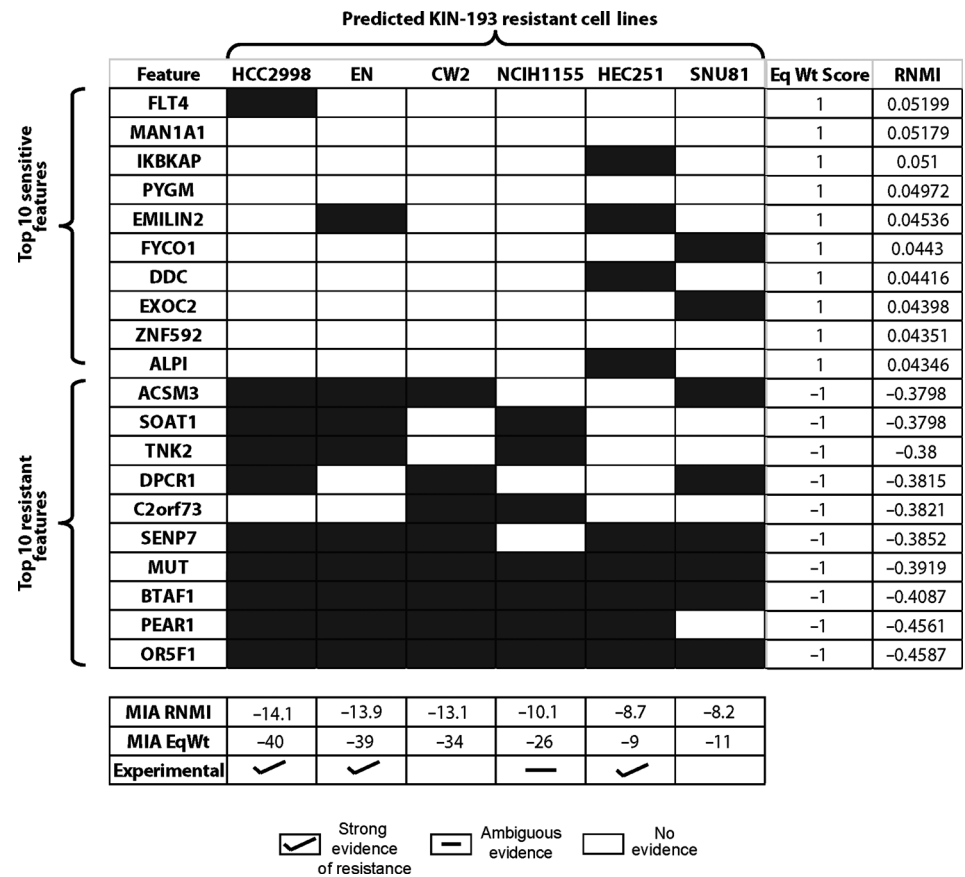 Predicted KIN-193 resistant cell lines
Feature HCC2998 EN CW2 NCIH1155 HEC251 SNU81 Eq Wt Score RNMI
Top 10 sensitive
features
FLT4 1 0.05199
MAN1A1 1 0.05179
IKBKAP 1 0.051
PYGM 1 0.04972
EMILIN2 1 0.04536
FYCO1 1 0.0443
DDC 1 0.04416
EXOC2 1 0.04398
ZNF592 1 0.04351
ALPI 1 0.04346
Top 10 resistant
features
ACSM3 –1 –0.3798
SOAT1 –1 –0.3798
TNK2 –1 –0.38
DPCR1 –1 –0.3815
C2orf73 –1 –0.3821
SENP7 –1 –0.3852
MUT –1 –0.3919
BTAF1 –1 –0.4087
PEAR1 –1 –0.4561
OR5F1 –1 –0.4587
MIA RNMI –14.1 –13.9 –13.1 –10.1 –8.7 –8.2
MIA EqWt –40 –39 –34 –26 –9 –11
Experimental
Strong
evidence
of resistance
Ambiguous
evidence
No
evidence